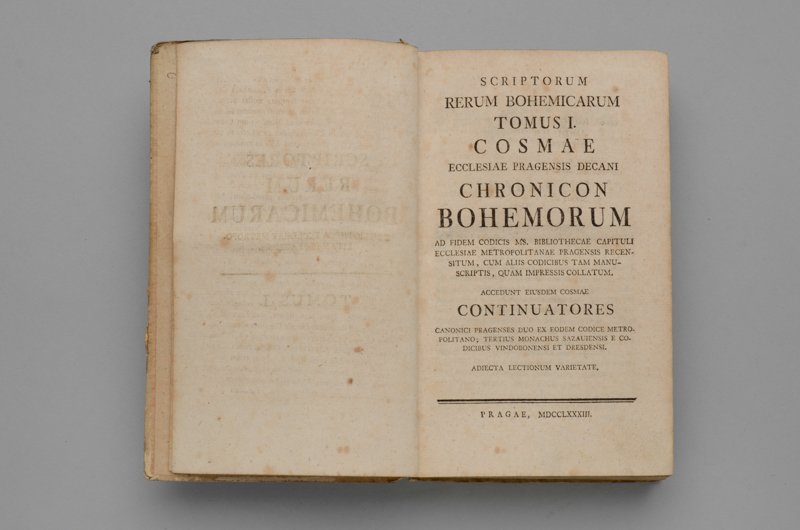 SCRIPTORUM
RERUM BOHEMICARUM
TOMUS I.
COSMAE
ECCLESIAE PRAGENSIS DECANI
CHRONICON
BOHEMORUM
AD FIDEM CODICIS MS. BIBLIOTHECAE CAPITULI
ECCLESIAE METROPOLITANAE PRAGENSIS RECEN-
SITUM, CUM ALIIS CODICIBUS TAM MANU-
SCRIPTIS, QUAM IMPRESSIS COLLATUM.
ACCEDUNT EIUSDEM COSMAE
CONTINUATORES
CANONICI PRAGENSES DUO EX EODEM CODICE METRO-
POLITANO; TERTIUS MONACHUS SAZAUIENSIS E CO-
DICIBUS VINDOBONENSI ET DRESDENSI.
ADIECTA LECTIONUM VARIETATE.
PRAGAE, MDCCLXXXIII.